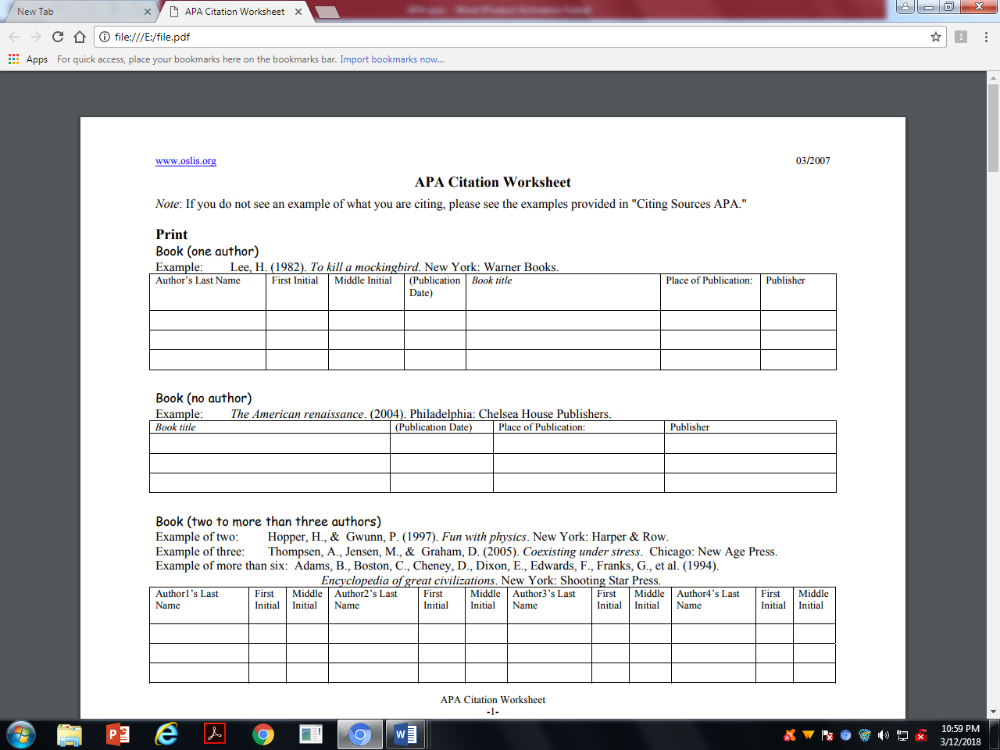 New Tab
APA Citation Worksheet
file:///E:/file.pdf
Apps For quick access, place your bookmarks here on the bookmarks bar. Import bookmarks now...
www.oslis.org 03/2007
APA Citation Worksheet
Note: If you do not see an example of what you are citing, please see the examples provided in "Citing Sources APA."
Print
Book (one author)
Example: Lee, H. (1982). To kill a mockingbird. New York: Warner Books.
Author's Last Name First Initial Middle Initial (Publication Date) Book title Place of Publication: Publisher
Book (no author)
Example: The American renaissance. (2004). Philadelphia: Chelsea House Publishers.
Book title (Publication Date) Place of Publication: Publisher
Book (two to more than three authors)
Example of two: Hopper, H., & Gwunn, P. (1997). Fun with physics. New York: Harper & Row.
Example of three: Thompsen, A., Jensen, M., & Graham, D. (2005). Coexisting under stress. Chicago: New Age Press.
Example of more than six: Adams, B., Boston, C., Cheney, D., Dixon, E., Edwards, F., Franks, G., et al. (1994).
Encyclopedia of great civilizations. New York: Shooting Star Press.
Author1's Last Name First Initial Middle Initial Author2's Last Name First Initial Middle Initial Author3's Last Name First Initial Middle Initial Author4's Last Name First Initial Middle Initial
APA Citation Worksheet
-1-
10:59 PM
3/12/2018